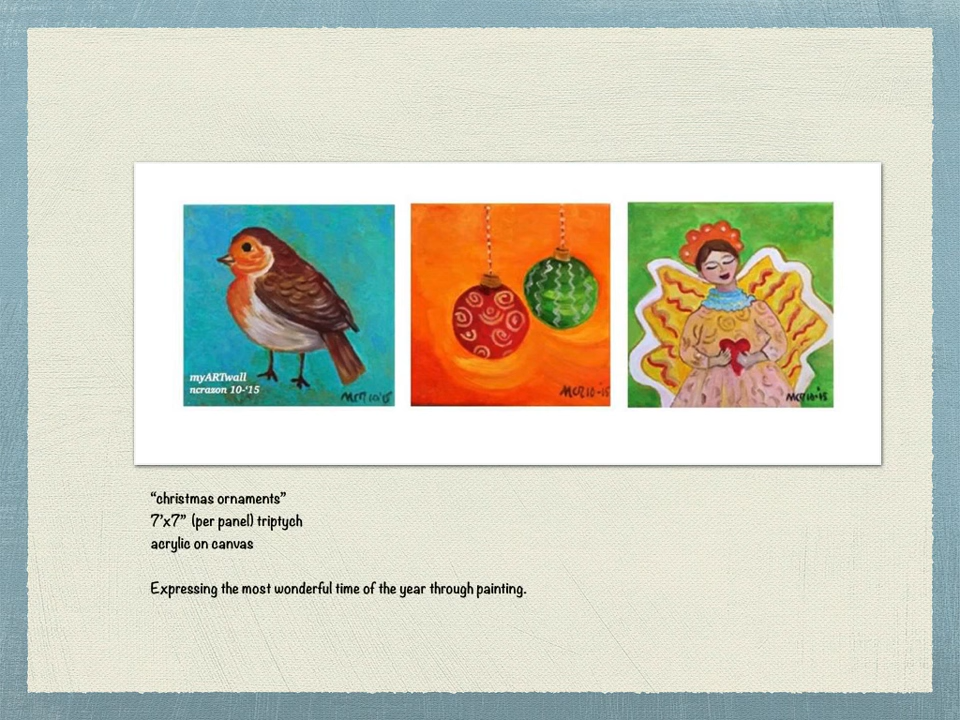 myARTwall
ncrazon 10-'15
“christmas ornaments”
7’x7” (per panel) triptych
acrylic on canvas
Expressing the most wonderful time of the year through painting.